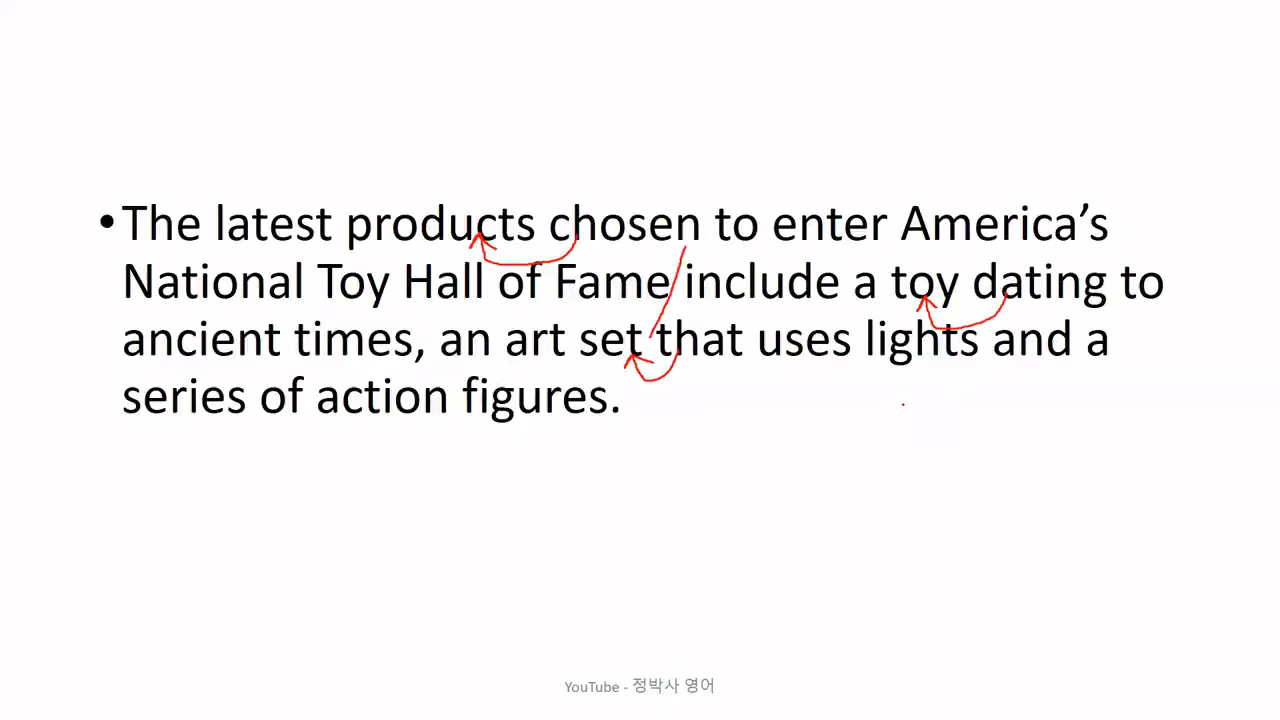 •The latest products chosen to enter America’s
National Toy Hall of Fame include a toy dating to
ancient times, an art set that uses lights and a
series of action figures.
YouTube - 정박사 영어